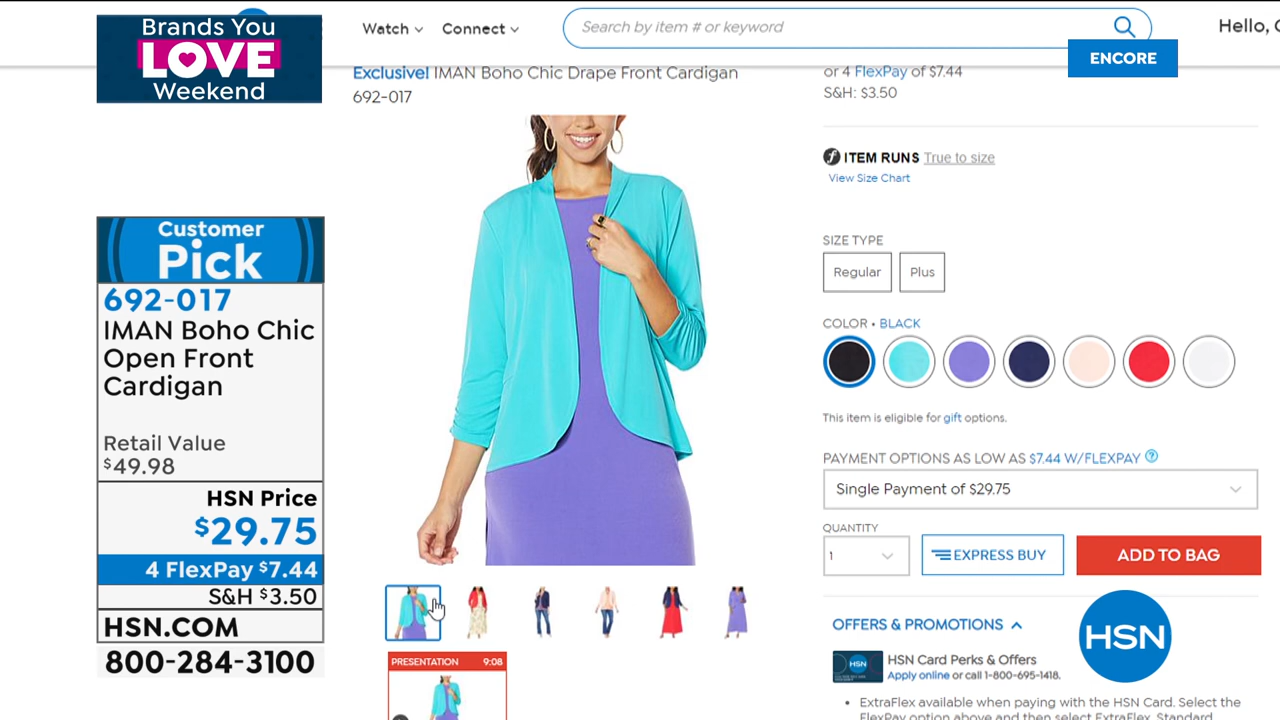 Brands You
LOVE
Weekend
Watch
Connect
Search by item # or keyword
Hello,
ENCORE
Exclusive! IMAN Boho Chic Drape Front Cardigan
692-017
or 4 FlexPay of $7.44
S&H: $3.50
ITEM RUNS True to size
View Size Chart
SIZE TYPE
Regular
Plus
COLOR • BLACK
This item is eligible for gift options.
PAYMENT OPTIONS AS LOW AS $7.44 W/FLEXPAY ?
Single Payment of $29.75
QUANTITY
1
EXPRESS BUY
ADD TO BAG
OFFERS & PROMOTIONS
HSN
HSN
HSN Card Perks & Offers
Apply online or call 1-800-695-1418.
• ExtraFlex available when paying with the HSN Card. Select the
FlexPay option above and then select ExtraFlex. Standard
Customer
Pick
692-017
IMAN Boho Chic
Open Front
Cardigan
Retail Value
$49.98
HSN Price
$29.75
4 FlexPay $7.44
S&H $3.50
HSN.COM
800-284-3100
PRESENTATION 9:08